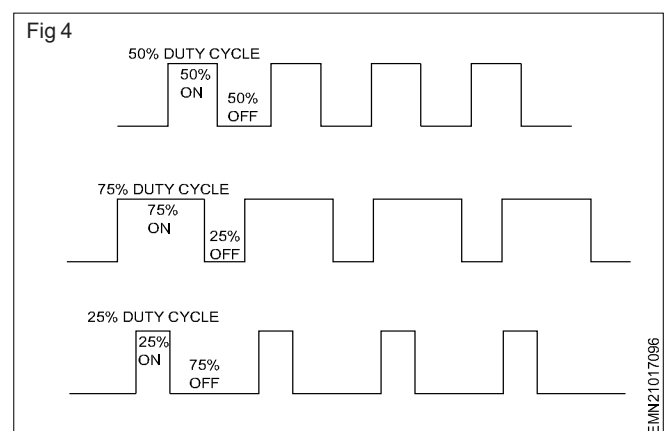 Fig 4
50% DUTY CYCLE
50%
ON
50%
OFF
75% DUTY CYCLE
75%
ON
25%
OFF
25% DUTY CYCLE
25%
ON
75%
OFF
EMN21017096